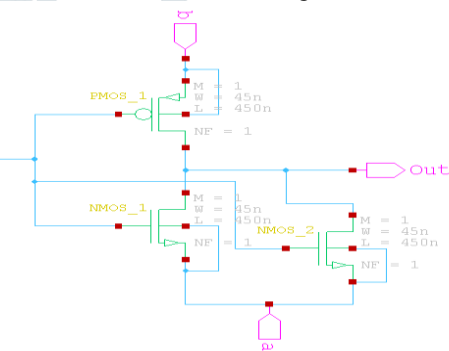 b
PMOS_1
M = 1
W = 45n
L = 450n
NF = 1
Out
NMOS_1
M = 1
W = 45n
L = 450n
NF = 1
NMOS_2
M = 1
W = 45n
L = 450n
NF = 1
a